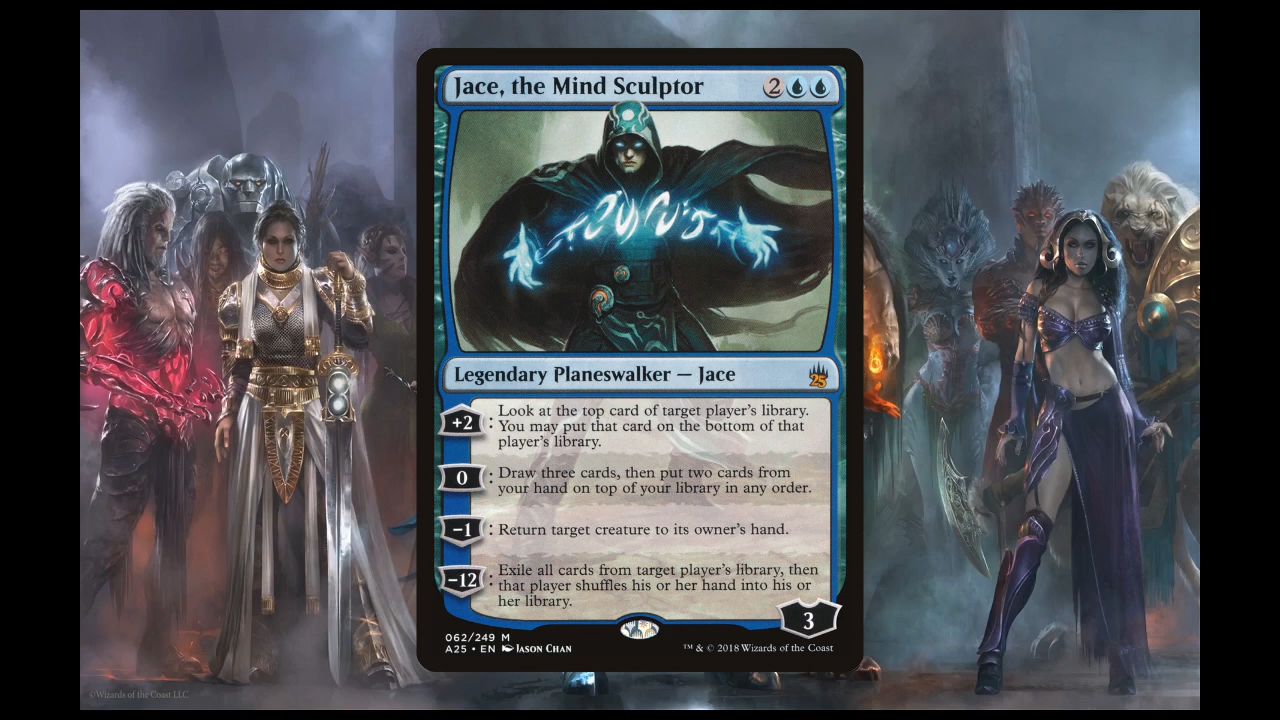 Jace, the Mind Sculptor 2
Legendary Planeswalker — Jace 25
+2 : Look at the top card of target player's library.
You may put that card on the bottom of that
player's library.
0 : Draw three cards, then put two cards from
your hand on top of your library in any order.
−1 : Return target creature to its owner's hand.
−12 : Exile all cards from target player's library, then
that player shuffles his or her hand into his or
her library.
3
062/249 M
A25 • EN Jason Chan
™ & © 2018 Wizards of the Coast
©Wizards of the Coast LLC